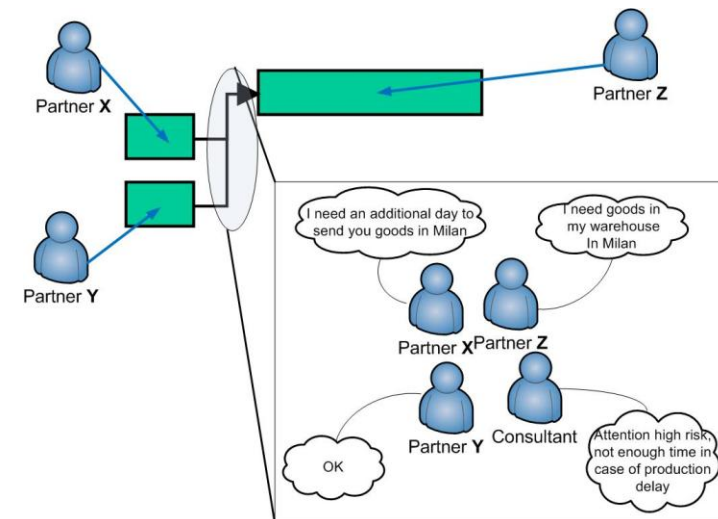 Partner X
Partner Z
I need an additional day to
send you goods in Milan
I need goods in
my warehouse
In Milan
Partner Y
Partner X
Partner Z
Partner Y
Consultant
OK
Attention high risk,
not enough time in
case of production
delay